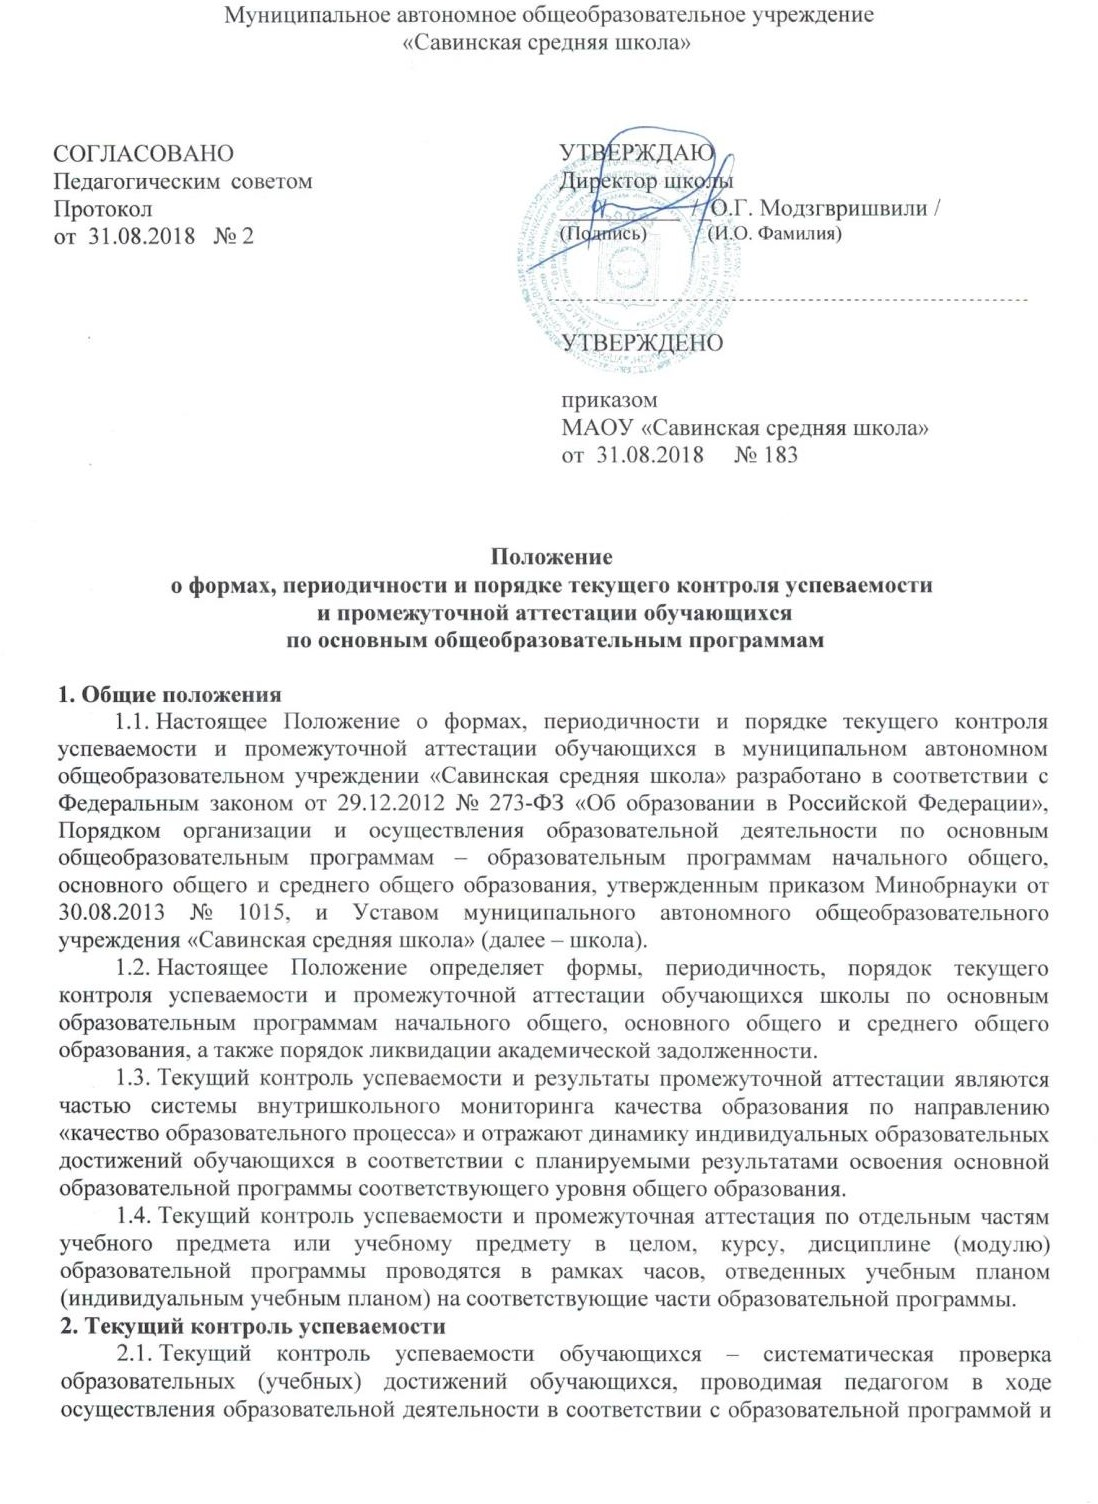 Муниципальное автономное общеобразовательное учреждение
«Савинская средняя школа»
СОГЛАСОВАНО
Педагогическим советом
Протокол
от 31.08.2018 № 2
УТВЕРЖДАЮ
Директор школы
/ О.Г. Модзгвришвили /
(Подпись) (И.О. Фамилия)
УТВЕРЖДЕНО
приказом
МАОУ «Савинская средняя школа»
от 31.08.2018 № 183
Положение
о формах, периодичности и порядке текущего контроля успеваемости
и промежуточной аттестации обучающихся
по основным общеобразовательным программам
1. Общие положения
1.1. Настоящее Положение о формах, периодичности и порядке текущего контроля
успеваемости и промежуточной аттестации обучающихся в муниципальном автономном
общеобразовательном учреждении «Савинская средняя школа» разработано в соответствии с
Федеральным законом от 29.12.2012 № 273-ФЗ «Об образовании в Российской Федерации»,
Порядком организации и осуществления образовательной деятельности по основным
общеобразовательным программам – образовательным программам начального общего,
основного общего и среднего общего образования, утвержденным приказом Минобрнауки от
30.08.2013 № 1015, и Уставом муниципального автономного общеобразовательного
учреждения «Савинская средняя школа» (далее – школа).
1.2. Настоящее Положение определяет формы, периодичность, порядок текущего
контроля успеваемости и промежуточной аттестации обучающихся школы по основным
образовательным программам начального общего, основного общего и среднего общего
образования, а также порядок ликвидации академической задолженности.
1.3. Текущий контроль успеваемости и результаты промежуточной аттестации являются
частью системы внутришкольного мониторинга качества образования по направлению
«качество образовательного процесса» и отражают динамику индивидуальных образовательных
достижений обучающихся в соответствии с планируемыми результатами освоения основной
образовательной программы соответствующего уровня общего образования.
1.4. Текущий контроль успеваемости и промежуточная аттестация по отдельным частям
учебного предмета или учебному предмету в целом, курсу, дисциплине (модулю)
образовательной программы проводятся в рамках часов, отведенных учебным планом
(индивидуальным учебным планом) на соответствующие части образовательной программы.
2. Текущий контроль успеваемости
2.1. Текущий контроль успеваемости обучающихся – систематическая проверка
образовательных (учебных) достижений обучающихся, проводимая педагогом в ходе
осуществления образовательной деятельности в соответствии с образовательной программой и